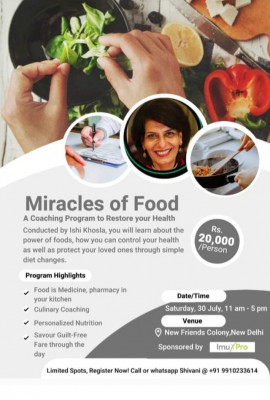 Miracles of Food
A Coaching Program to Restore your Health
Conducted by Ishi Khosla, you will learn about the
power of foods, how you can control your health
as well as protect your loved ones through simple
diet changes.
Rs.
20,000
/Person
Program Highlights
Food is Medicine, pharmacy in
your kitchen
Culinary Coaching
Personalized Nutrition
Savour Guilt-Free
Fare through the
day
Date/Time
Saturday, 30 July, 11 am - 5 pm
Venue
New Friends Colony,New Delhi
Sponsored by
ImuPro
Limited Spots, Register Now! Call or whatsapp Shivani @ +91 9910233614